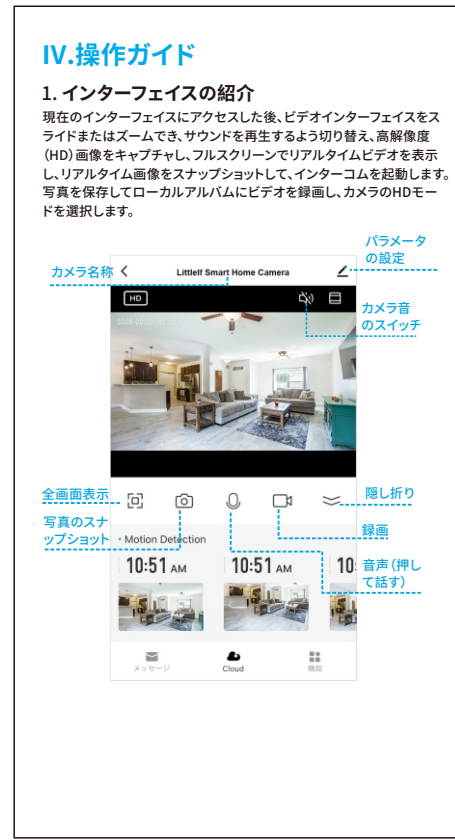 IV.操作ガイド
1. インターフェイスの紹介
現在のインターフェイスにアクセスした後、ビデオインターフェイスをス
ライドまたはズームでき、サウンドを再生するよう切り替え、高解像度
（HD）画像をキャプチャし、フルスクリーンでリアルタイムビデオを表示
し、リアルタイム画像をスナップショットして、インターコムを起動します。
写真を保存してローカルアルバムにビデオを録画し、カメラのHDモー
ドを選択します。
パラメータ
の設定
カメラ名称
Littlelf Smart Home Camera
HD
カメラ音
のスイッチ
全画面表示
隠し折り
写真のスナ
ップショット
録画
Motion Detection
10:51 AM
10:51 AM
10:
音声（押し
て話す）
メッセージ
Cloud
機能